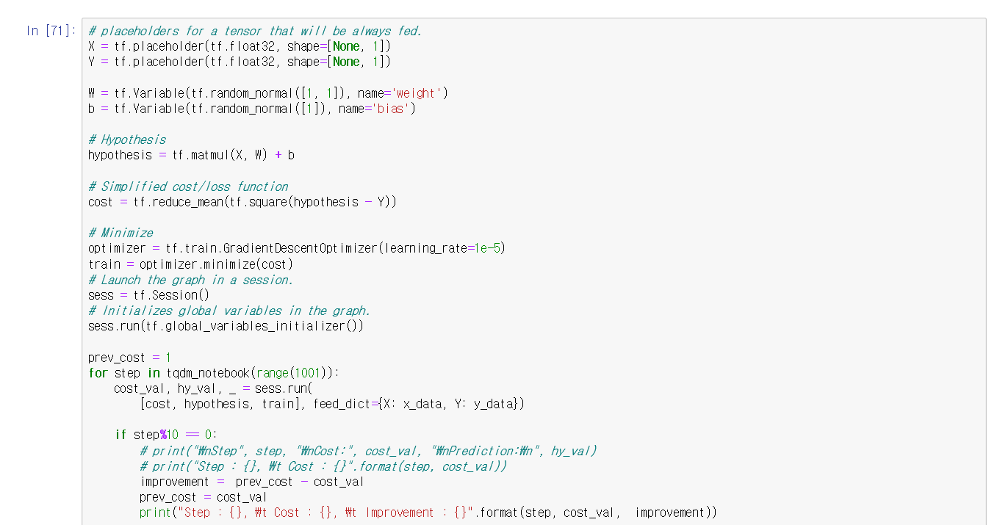 In [71]:
# placeholders for a tensor that will be always fed.
X = tf.placeholder(tf.float32, shape=[None, 1])
Y = tf.placeholder(tf.float32, shape=[None, 1])
W = tf.Variable(tf.random_normal([1, 1]), name='weight')
b = tf.Variable(tf.random_normal([1]), name='bias')
# Hypothesis
hypothesis = tf.matmul(X, W) + b
# Simplified cost/loss function
cost = tf.reduce_mean(tf.square(hypothesis - Y))
# Minimize
optimizer = tf.train.GradientDescentOptimizer(learning_rate=1e-5)
train = optimizer.minimize(cost)
# Launch the graph in a session.
sess = tf.Session()
# Initializes global variables in the graph.
sess.run(tf.global_variables_initializer())
prev_cost = 1
for step in tqdm_notebook(range(1001)):
    cost_val, hy_val, _ = sess.run(
        [cost, hypothesis, train], feed_dict={X: x_data, Y: y_data})
    if step%10 == 0:
        # print("₩nStep", step, "₩nCost:", cost_val, "₩nPrediction:₩n", hy_val)
        # print("Step : {}, ₩t Cost : {}".format(step, cost_val))
        improvement =  prev_cost - cost_val
        prev_cost = cost_val
        print("Step : {}, ₩t Cost : {}, ₩t Improvement : {}".format(step, cost_val,  improvement))